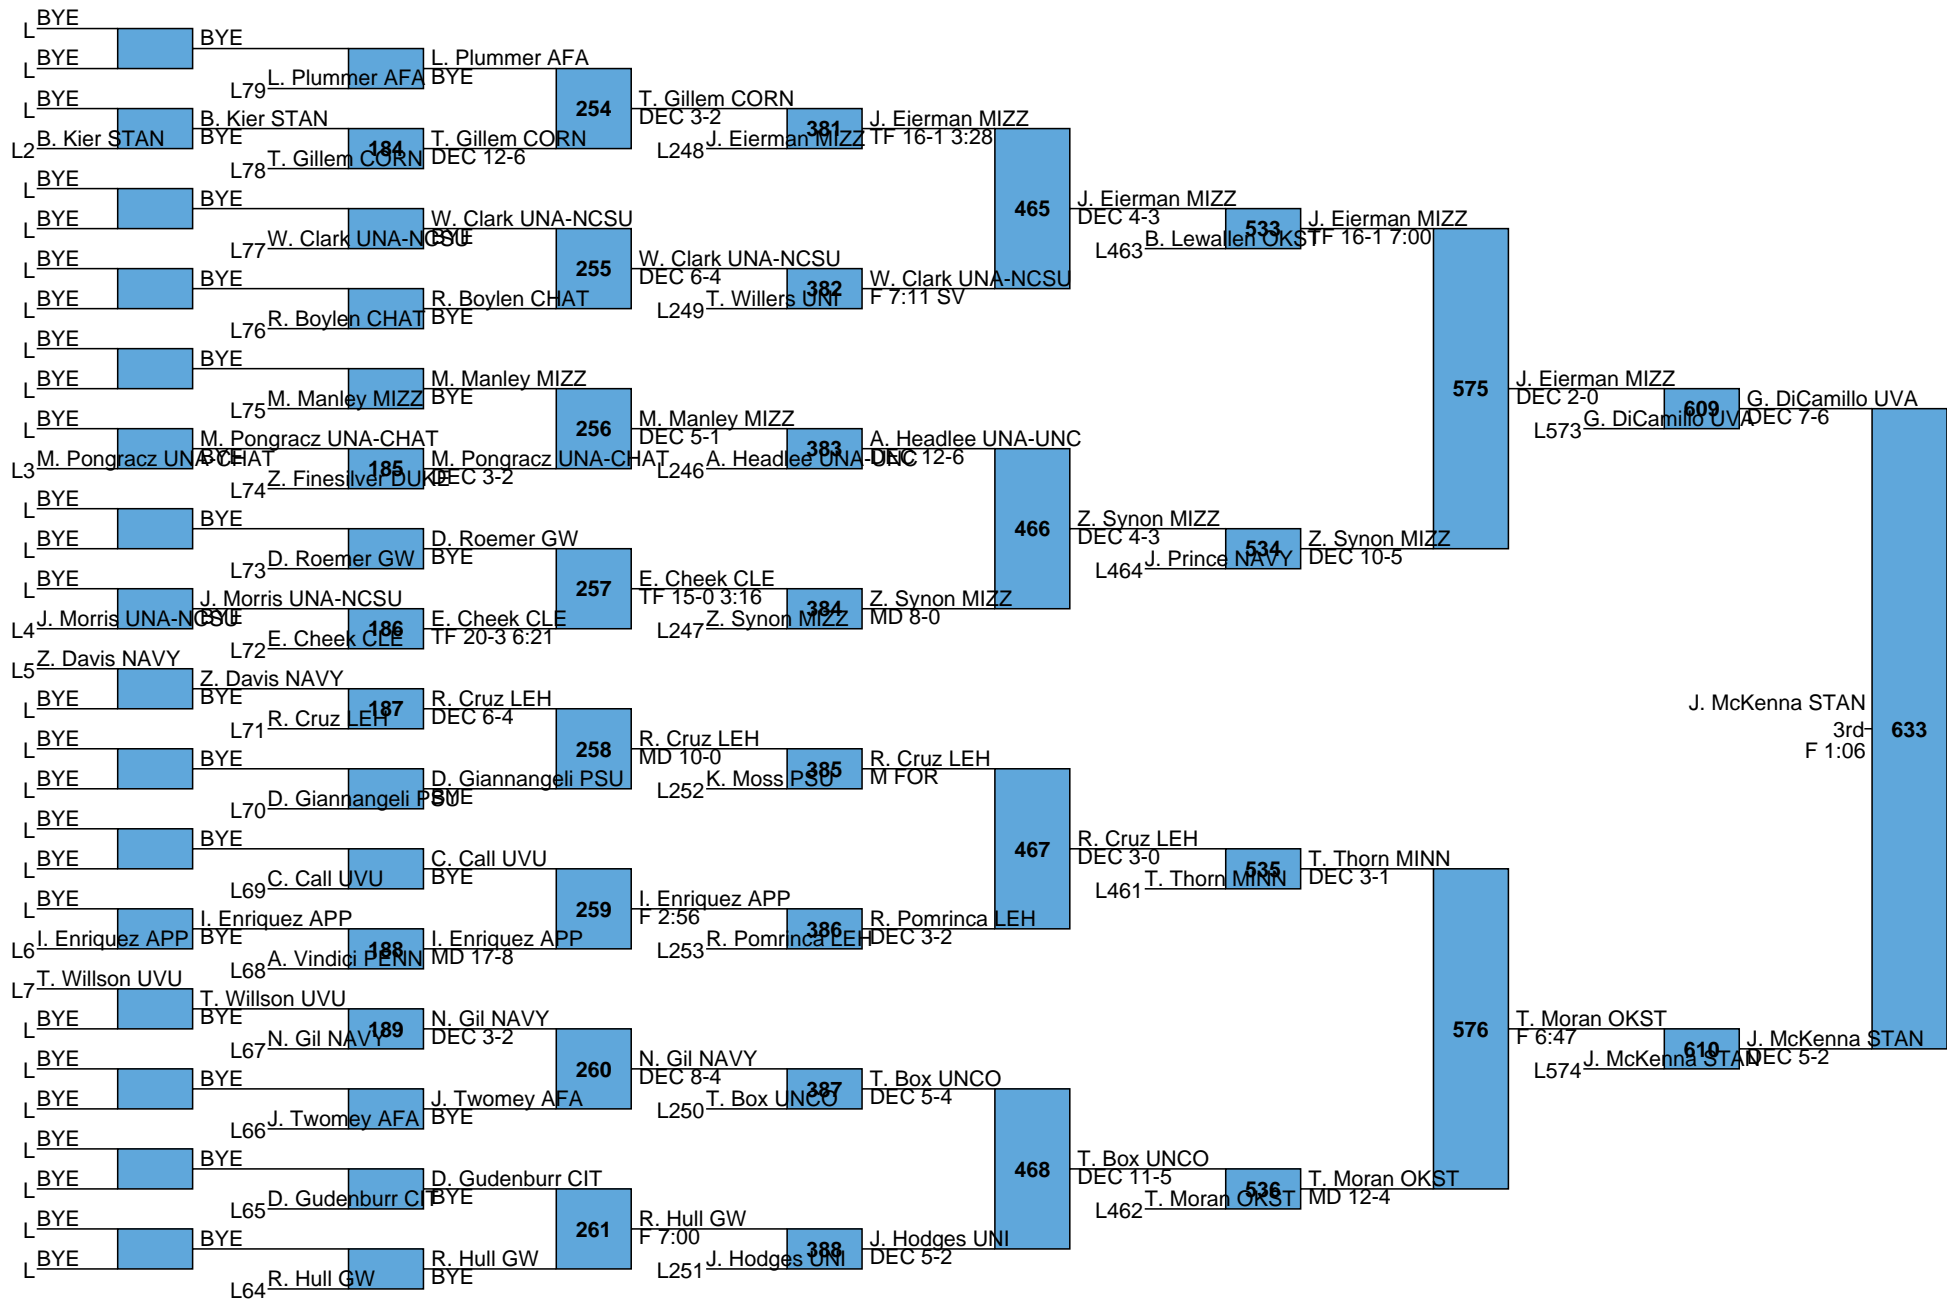 BYE
L
BYE
L
BYE
L79
L. Plummer AFA
L. Plummer AFA
BYE
BYE
L
B. Kier STAN
L2
B. Kier STAN
BYE
184
L78
T. Gillem CORN
T. Gillem CORN
DEC 12-6
254
T. Gillem CORN
DEC 3-2
381
L248
J. Eierman MIZZ
J. Eierman MIZZ
TF 16-1 3:28
BYE
L
BYE
L
BYE
L77
W. Clark UNA-NCSU
W. Clark UNA-NCSU
BYE
BYE
L
BYE
L
BYE
L76
R. Boylen CHAT
R. Boylen CHAT
BYE
255
W. Clark UNA-NCSU
DEC 6-4
382
L249
T. Willers UNI
W. Clark UNA-NCSU
F 7:11 SV
465
J. Eierman MIZZ
DEC 4-3
533
L463
B. Lewallen OKST
J. Eierman MIZZ
TF 16-1 7:00
BYE
L
BYE
L
BYE
L75
M. Manley MIZZ
M. Manley MIZZ
BYE
BYE
L
M. Pongracz UNA-CHAT
L3
M. Pongracz UNA-CHAT
BYE
185
L74
Z. Finesilver DUKE
M. Pongracz UNA-CHAT
DEC 3-2
256
M. Manley MIZZ
DEC 5-1
383
L246
A. Headlee UNA-UNC
A. Headlee UNA-UNC
DEC 12-6
BYE
L
BYE
L
BYE
L73
D. Roemer GW
D. Roemer GW
BYE
BYE
L
J. Morris UNA-NCSU
L4
J. Morris UNA-NCSU
BYE
186
L72
E. Cheek CLE
E. Cheek CLE
TF 20-3 6:21
257
E. Cheek CLE
TF 15-0 3:16
384
L247
Z. Synon MIZZ
Z. Synon MIZZ
MD 8-0
466
Z. Synon MIZZ
DEC 4-3
534
L464
J. Prince NAVY
Z. Synon MIZZ
DEC 10-5
575
J. Eierman MIZZ
DEC 2-0
609
L573
G. DiCamillo UVA
G. DiCamillo UVA
DEC 7-6
Z. Davis NAVY
L5
BYE
L
Z. Davis NAVY
BYE
187
L71
R. Cruz LEH
R. Cruz LEH
DEC 6-4
BYE
L
BYE
L
BYE
L70
D. Giannangeli PSU
D. Giannangeli PSU
BYE
258
R. Cruz LEH
MD 10-0
385
L252
K. Moss PSU
R. Cruz LEH
M FOR
BYE
L
BYE
L
BYE
L69
C. Call UVU
C. Call UVU
BYE
BYE
L
I. Enriquez APP
L6
I. Enriquez APP
BYE
188
L68
A. Vindici PENN
I. Enriquez APP
MD 17-8
259
I. Enriquez APP
F 2:56
386
L253
R. Pomrinca LEH
R. Pomrinca LEH
DEC 3-2
467
R. Cruz LEH
DEC 3-0
535
L461
T. Thorn MINN
T. Thorn MINN
DEC 3-1
T. Willson UVU
L7
BYE
L
T. Willson UVU
BYE
189
L67
N. Gil NAVY
N. Gil NAVY
DEC 3-2
BYE
L
BYE
L
BYE
L66
J. Twomey AFA
J. Twomey AFA
BYE
260
N. Gil NAVY
DEC 8-4
387
L250
T. Box UNCO
T. Box UNCO
DEC 5-4
BYE
L
BYE
L
BYE
L65
D. Gudenburr CIT
D. Gudenburr CIT
BYE
BYE
L
BYE
L
BYE
L64
R. Hull GW
R. Hull GW
BYE
261
R. Hull GW
F 7:00
388
L251
J. Hodges UNI
J. Hodges UNI
DEC 5-2
468
T. Box UNCO
DEC 11-5
536
L462
T. Moran OKST
T. Moran OKST
MD 12-4
576
T. Moran OKST
F 6:47
610
L574
J. McKenna STAN
J. McKenna STAN
DEC 5-2
633
J. McKenna STAN
3rd
F 1:06